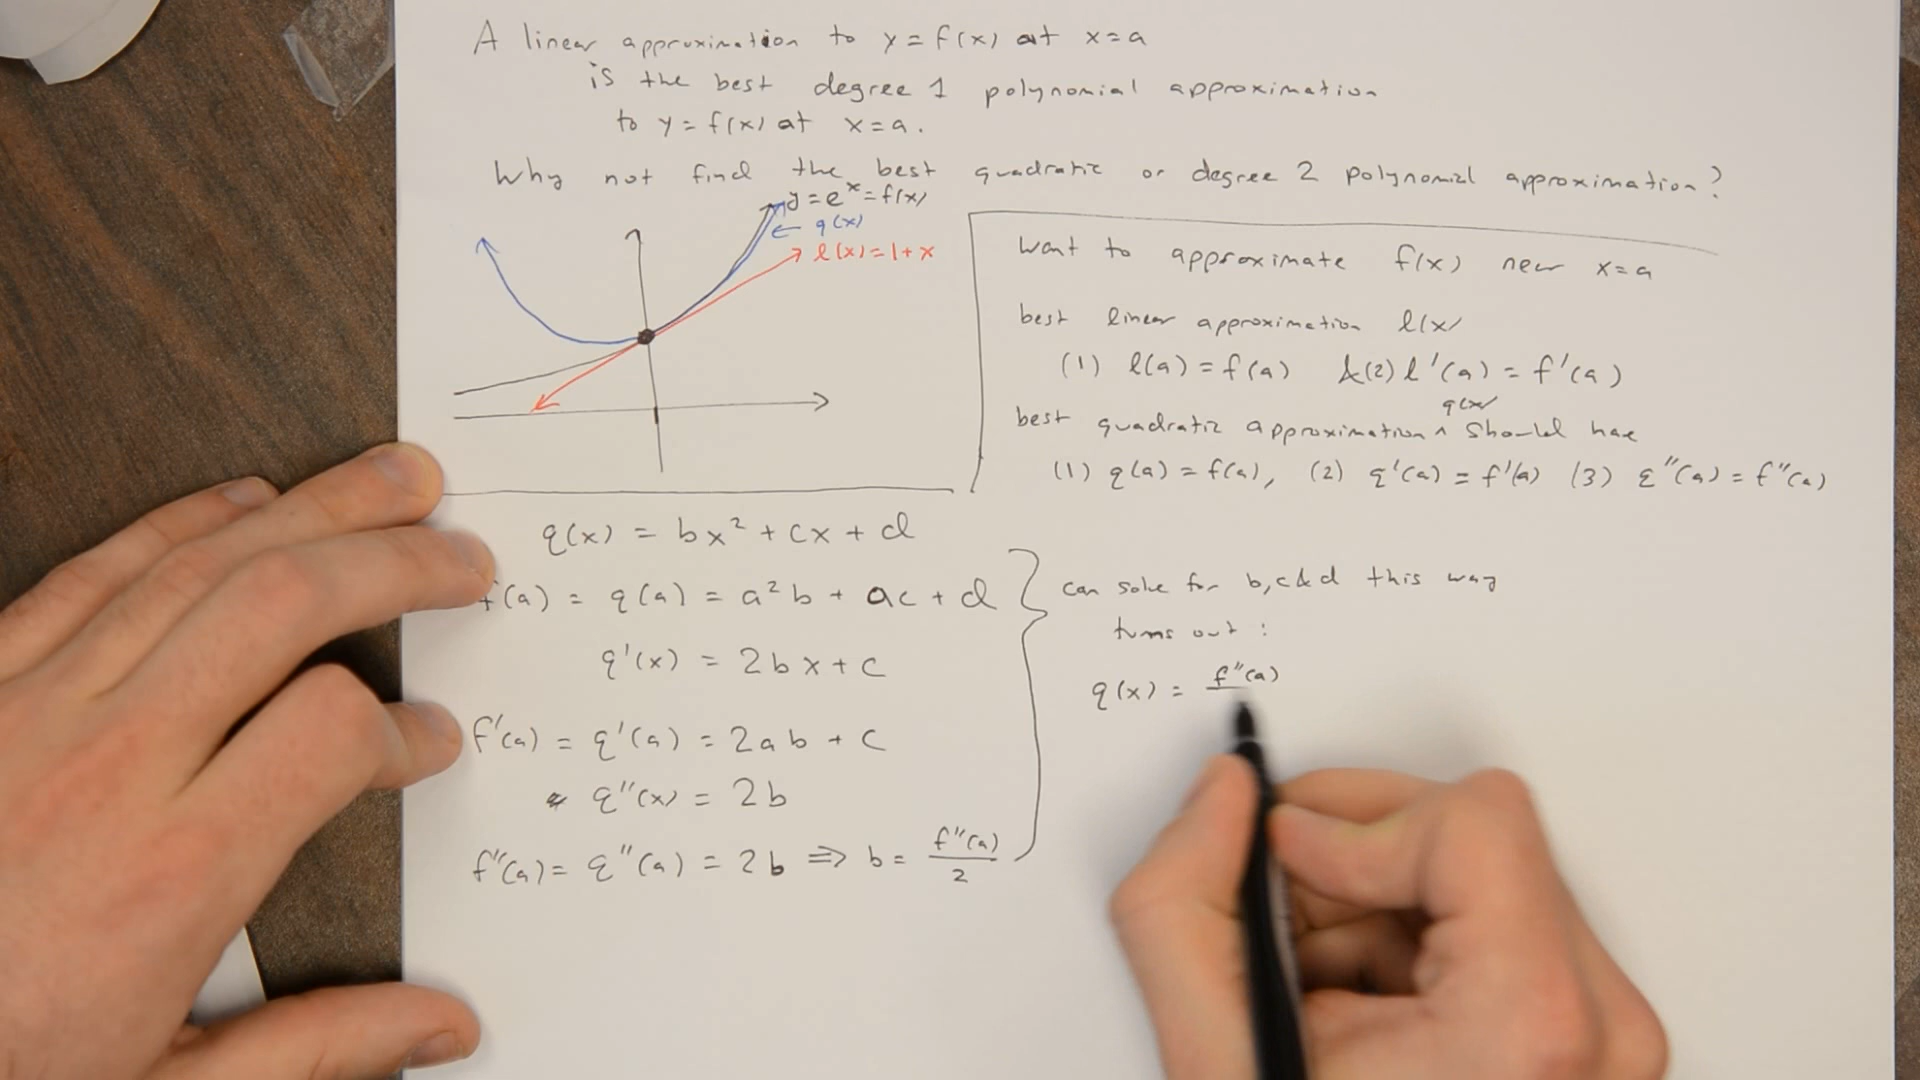 A linear approximation to y = f(x) at x = a
is the best degree 1 polynomial approximation
to y = f(x) at x = a.
Why not find the best quadratic or degree 2 polynomial approximation?
y = eˣ = f(x)
← q(x)
l(x) = 1 + x
Want to approximate f(x) near x = a
best linear approximation l(x)
(1) l(a) = f(a) & (2) l'(a) = f'(a)
q(x)
best quadratic approximation ^ should have
(1) q(a) = f(a), (2) q'(a) = f'(a) (3) q''(a) = f''(a)
q(x) = bx² + cx + d
f(a) = q(a) = a²b + ac + d
q'(x) = 2bx + c
f'(a) = q'(a) = 2ab + c
q''(x) = 2b
f''(a) = q''(a) = 2b ⇒ b = f''(a)/2
can solve for b, c & d this way
turns out :
q(x) = f''(a)